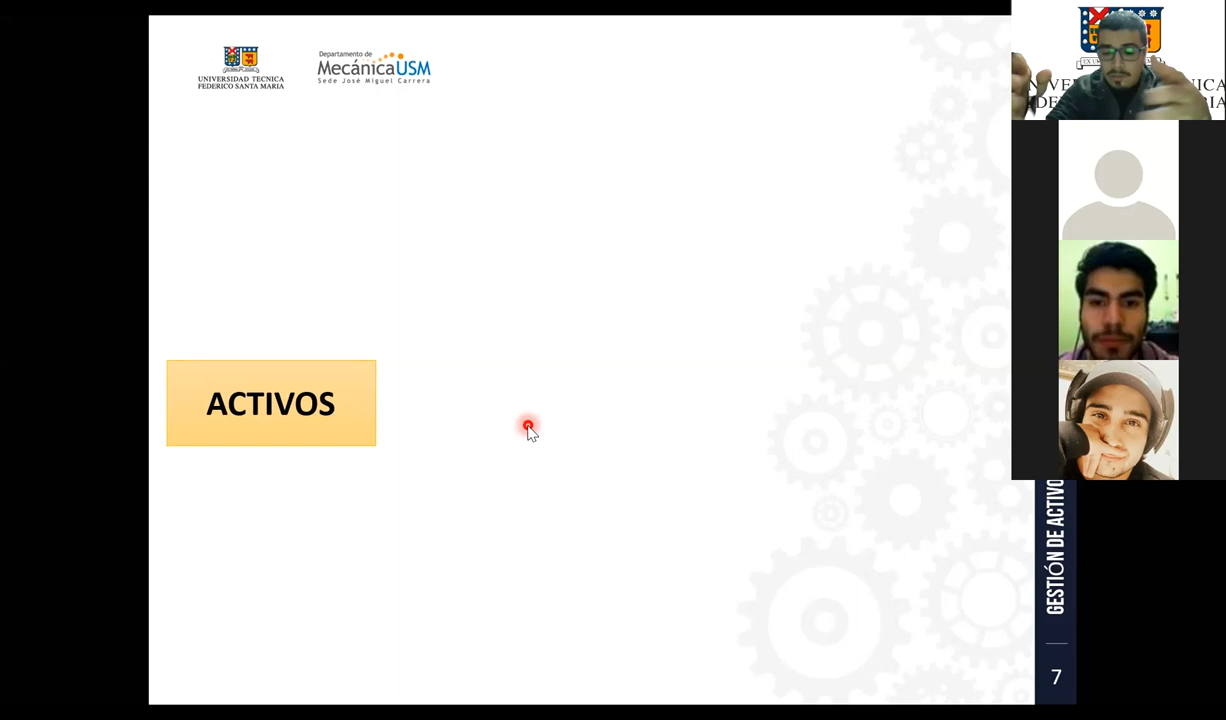 UNIVERSIDAD TECNICA
FEDERICO SANTA MARIA
Departamento de
MecánicaUSM
Sede José Miguel Carrera
ACTIVOS
GESTIÓN DE ACTIVO
7